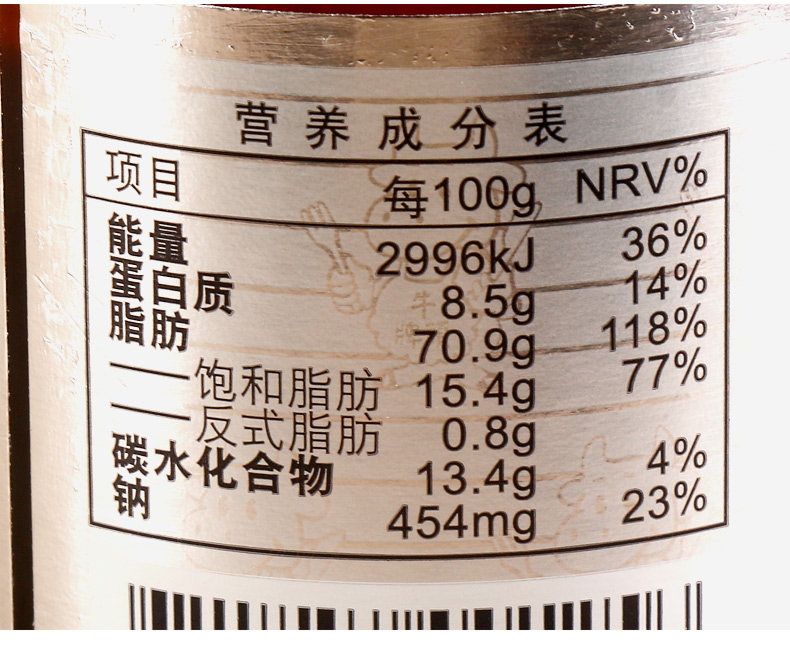 营养成分表
项目 每100g NRV%
能量 2996kJ 36%
蛋白质 8.5g 14%
脂肪 70.9g 118%
——饱和脂肪 15.4g 77%
——反式脂肪 0.8g
碳水化合物 13.4g 4%
钠 454mg 23%